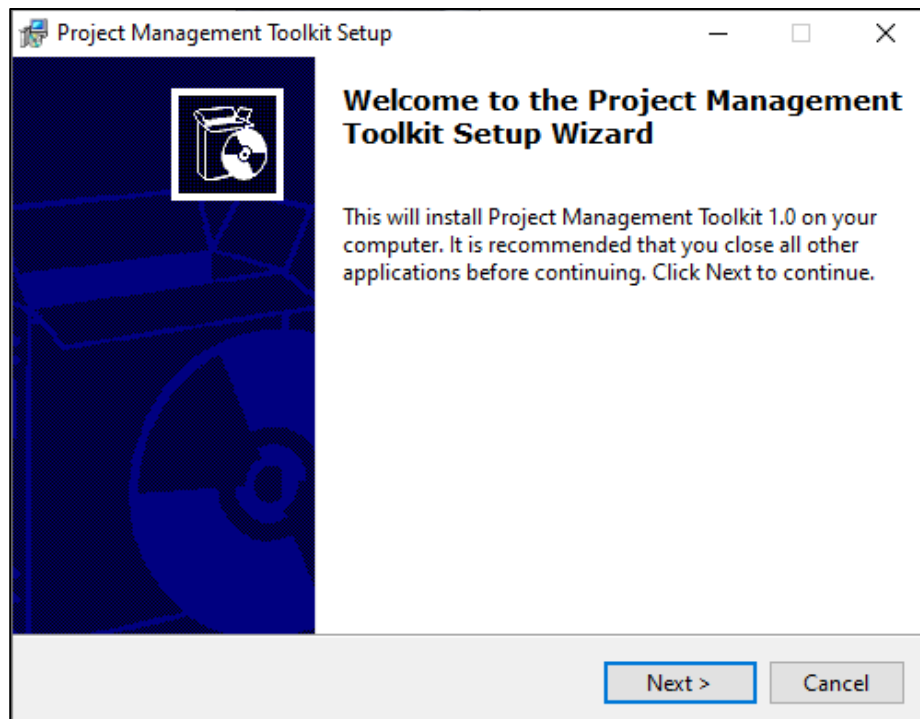 Project Management Toolkit Setup
Welcome to the Project Management
Toolkit Setup Wizard
This will install Project Management Toolkit 1.0 on your
computer. It is recommended that you close all other
applications before continuing. Click Next to continue.
Next >
Cancel